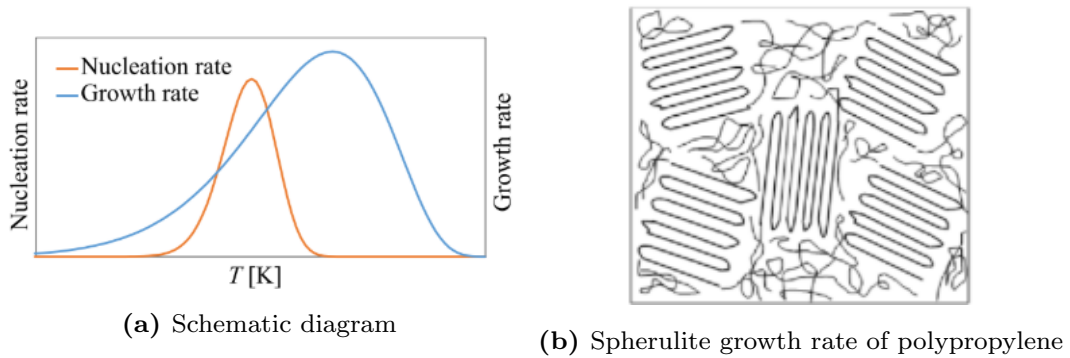 Nucleation rate
Growth rate
Nucleation rate
Growth rate
T [K]
(a) Schematic diagram
(b) Spherulite growth rate of polypropylene